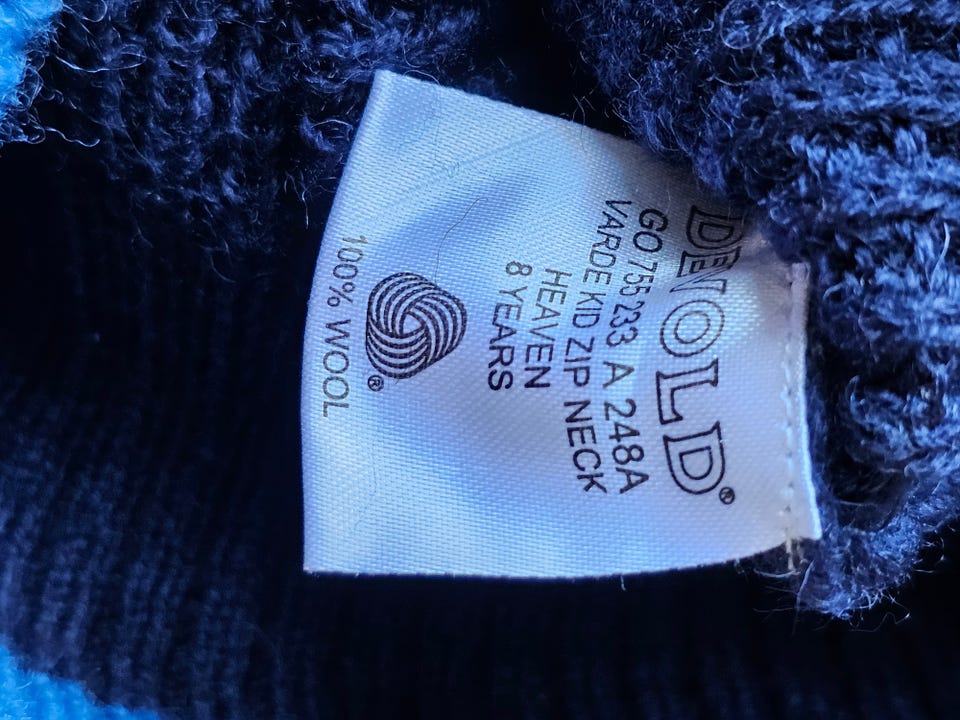 DEVOLD®
GO 755 233 A 248A
VARDE KID ZIP NECK
HEAVEN
8 YEARS
®
100% WOOL